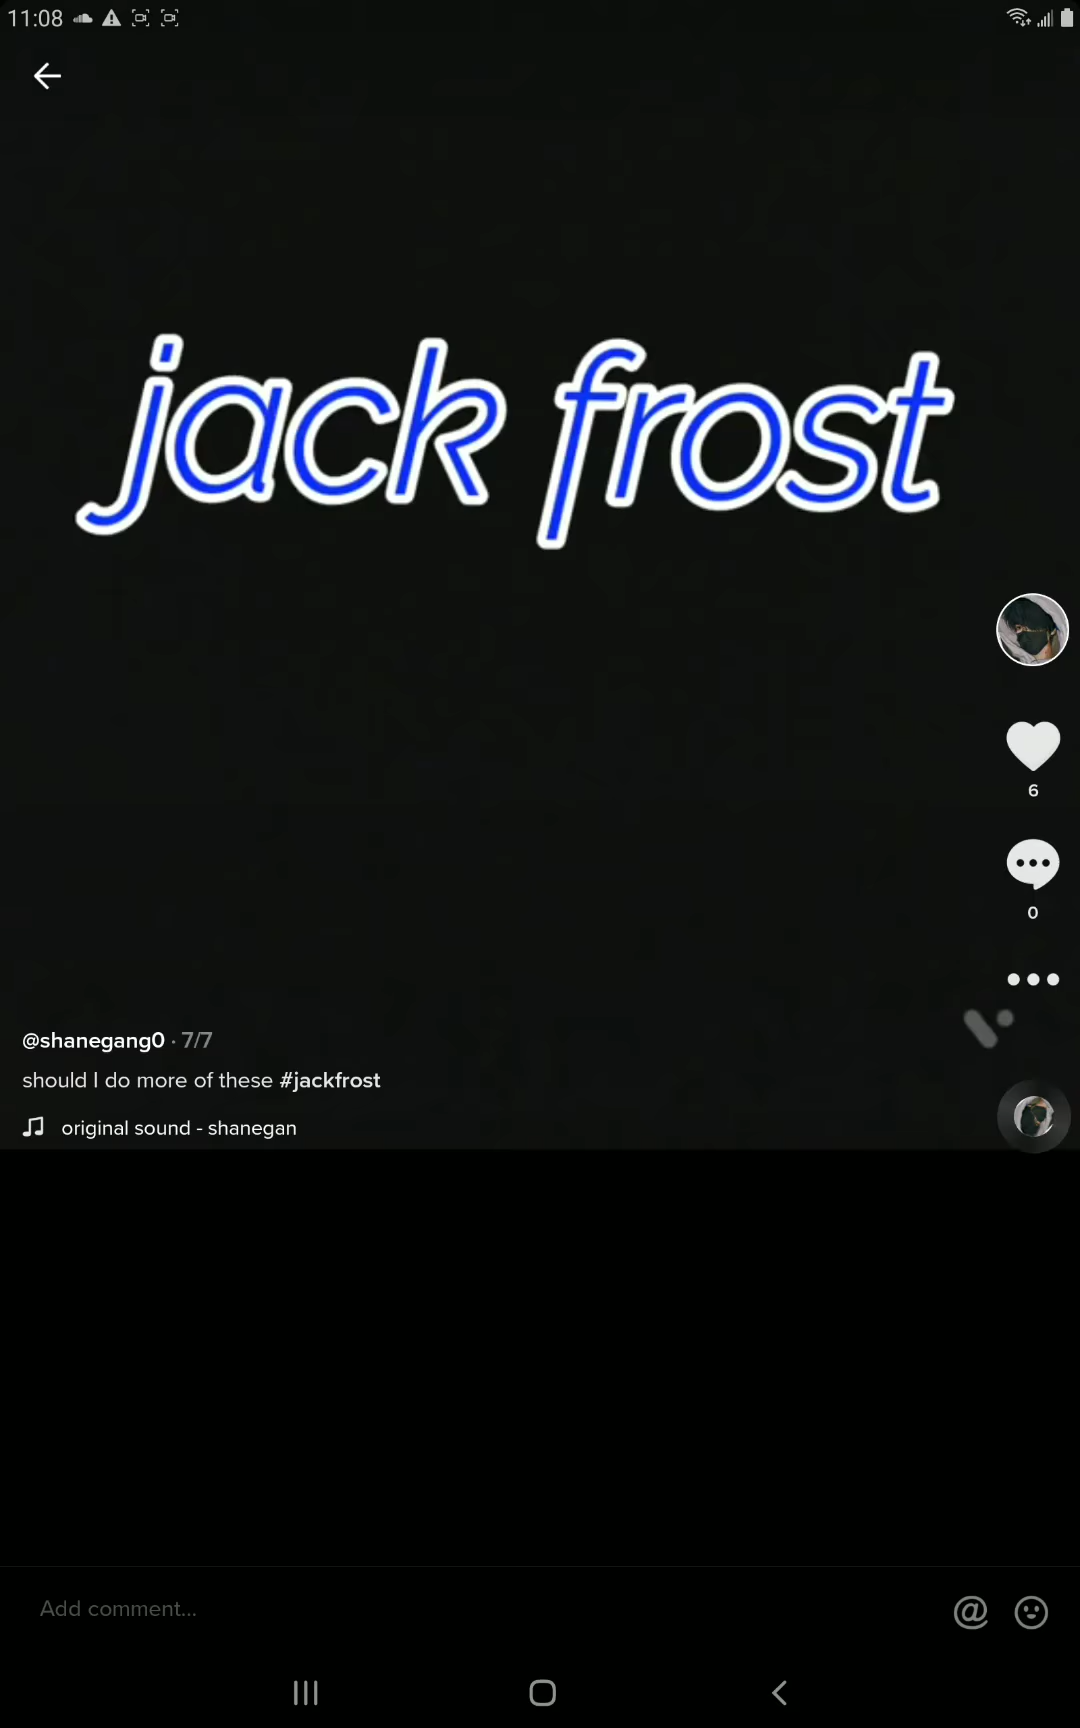 11:08
jack frost
6
0
@shanegang0 · 7/7
should I do more of these #jackfrost
original sound - shanegan
Add comment...